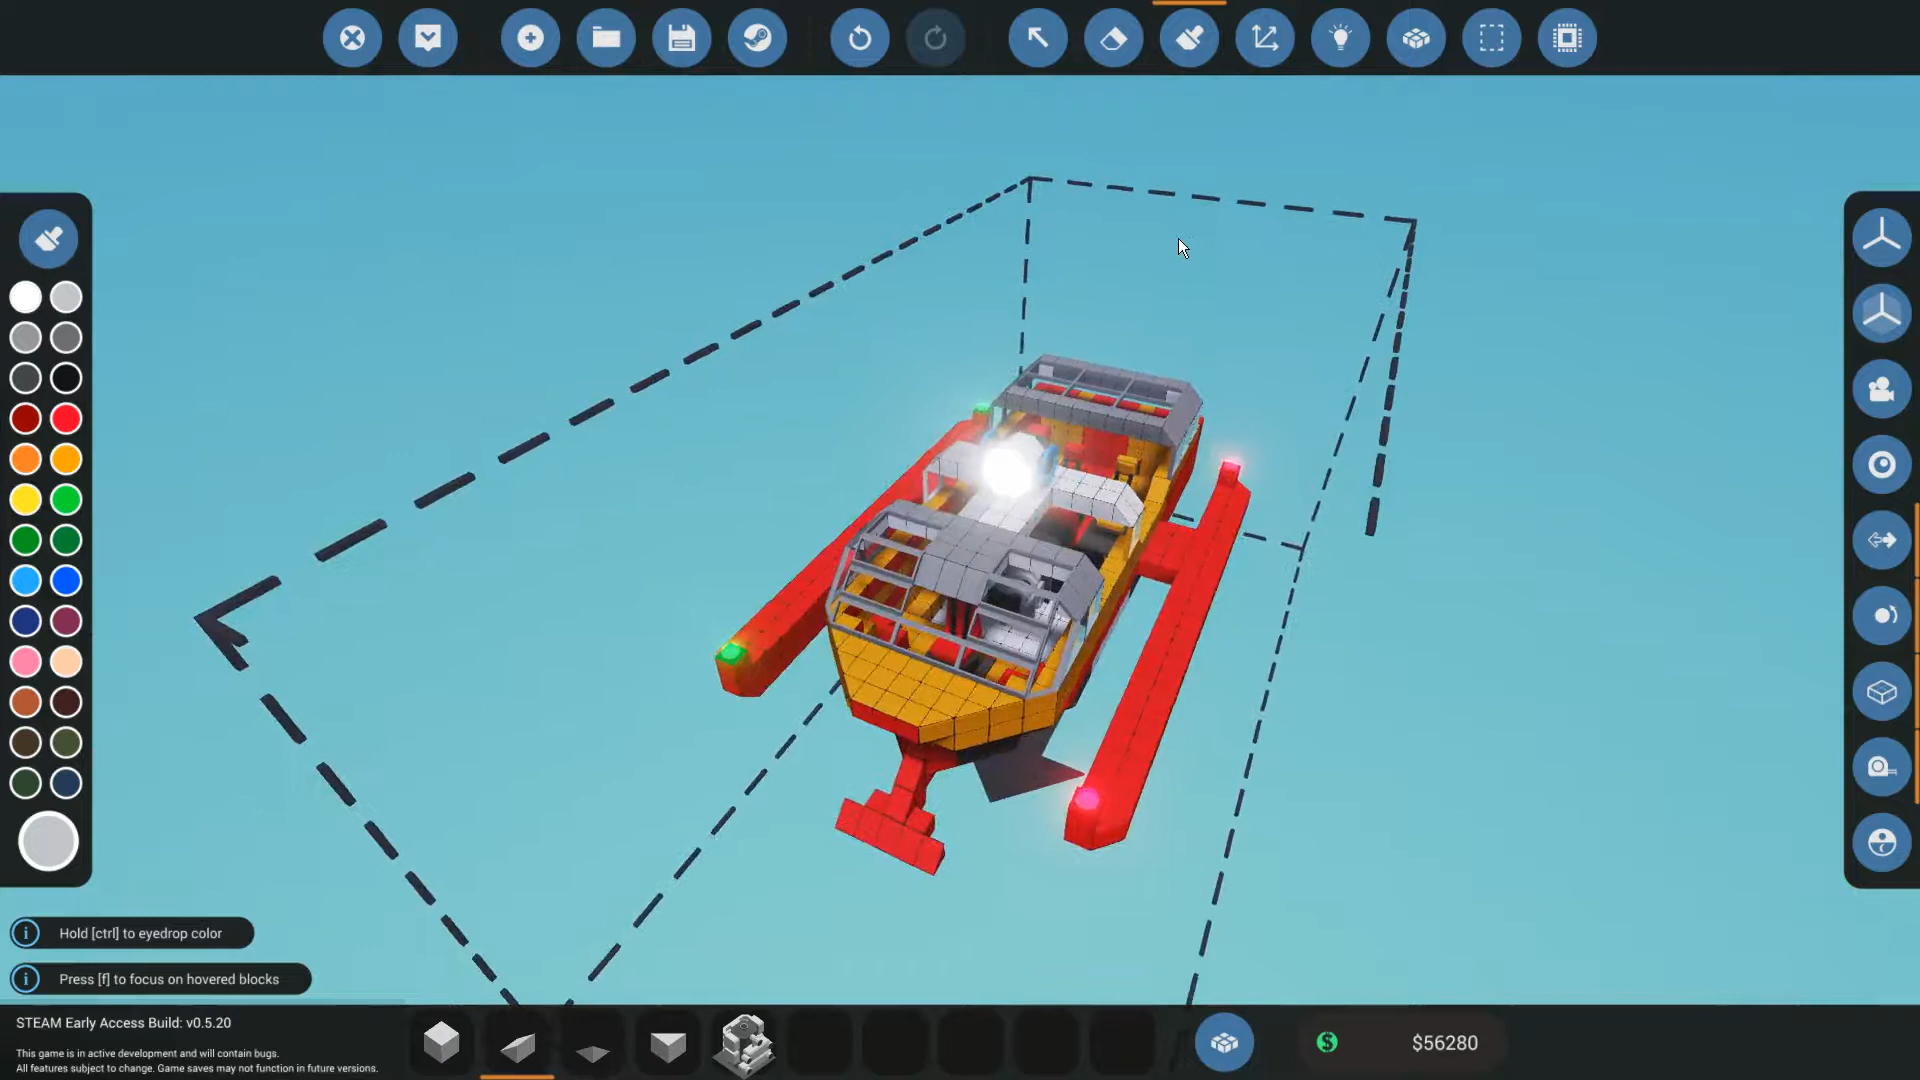 Hold [ctrl] to eyedrop color
Press [f] to focus on hovered blocks
STEAM Early Access Build: v0.5.20
This game is in active development and will contain bugs.
All features subject to change. Game saves may not function in future versions.
$56280